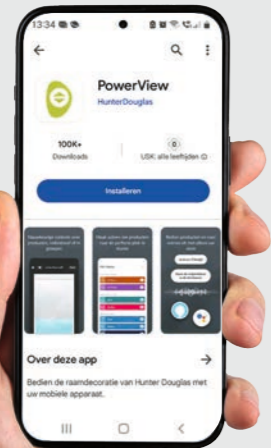 13:34
PowerView
HunterDouglas
100K+
Downloads
USK: alle leeftijden
Installeren
Over deze app
Bedien de raamdecoratie van Hunter Douglas met
uw mobiele apparaat.